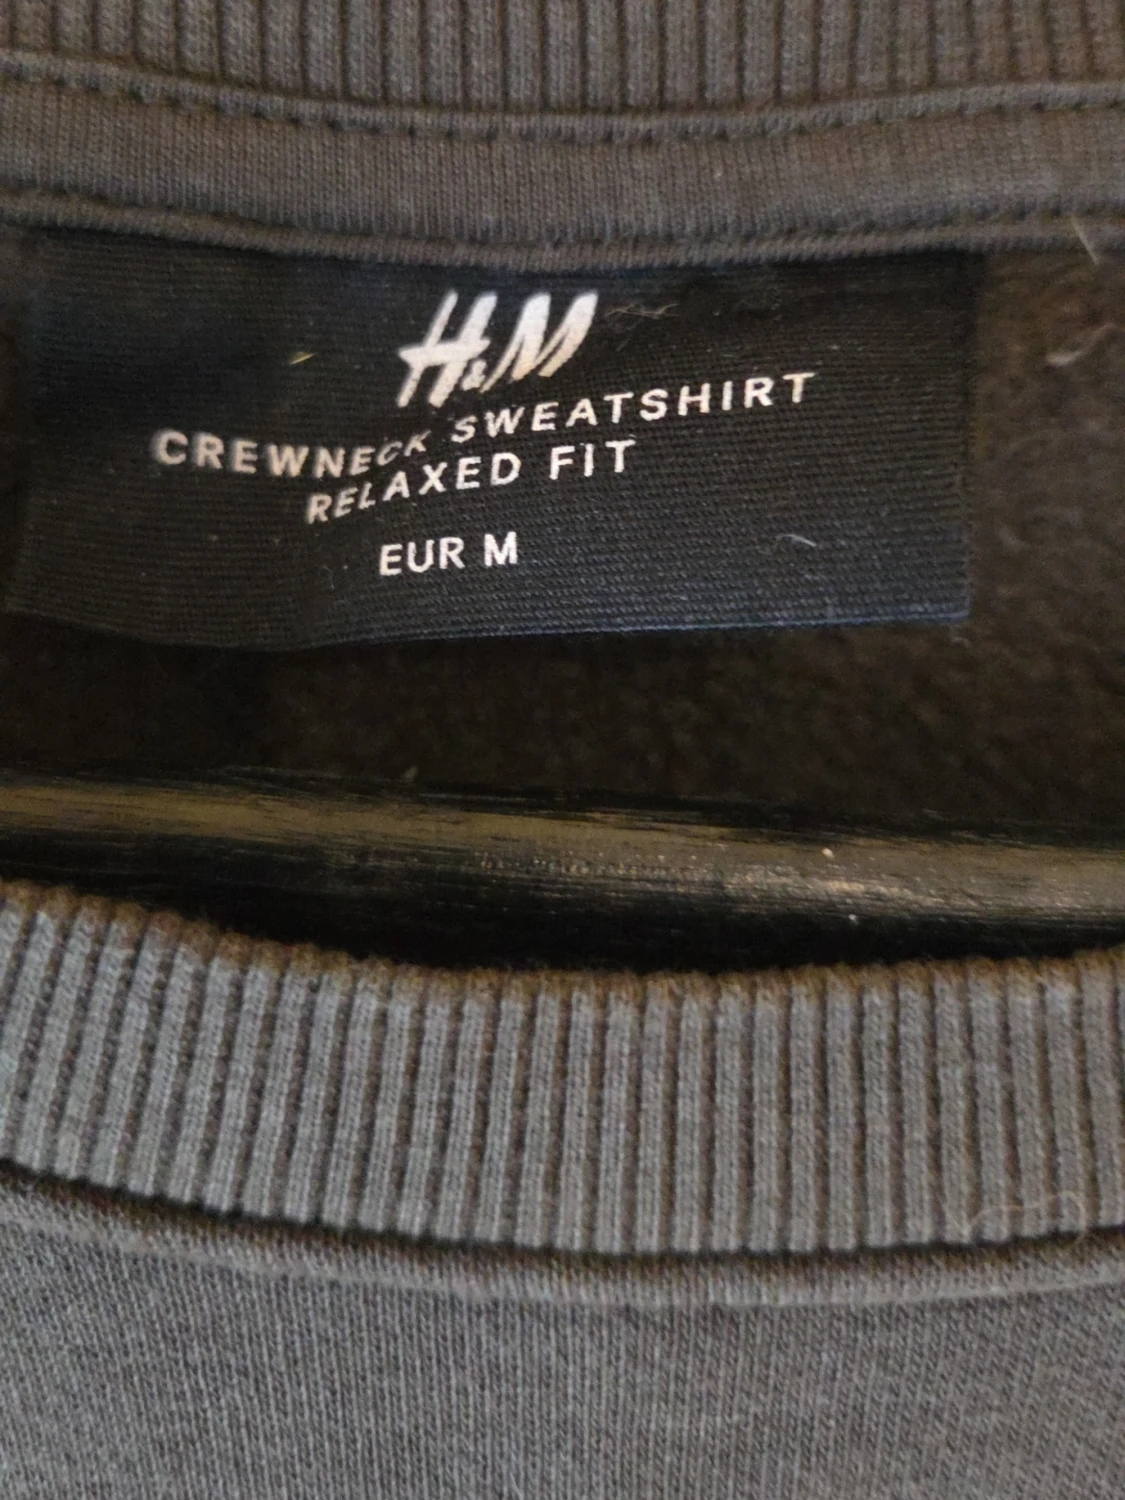 H&M
CREWNECK SWEATSHIRT
RELAXED FIT
EUR M